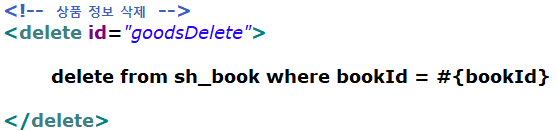 <!-- 상품 정보 삭제 -->
<delete id="goodsDelete">
delete from sh_book where bookId = #{bookId}
</delete>